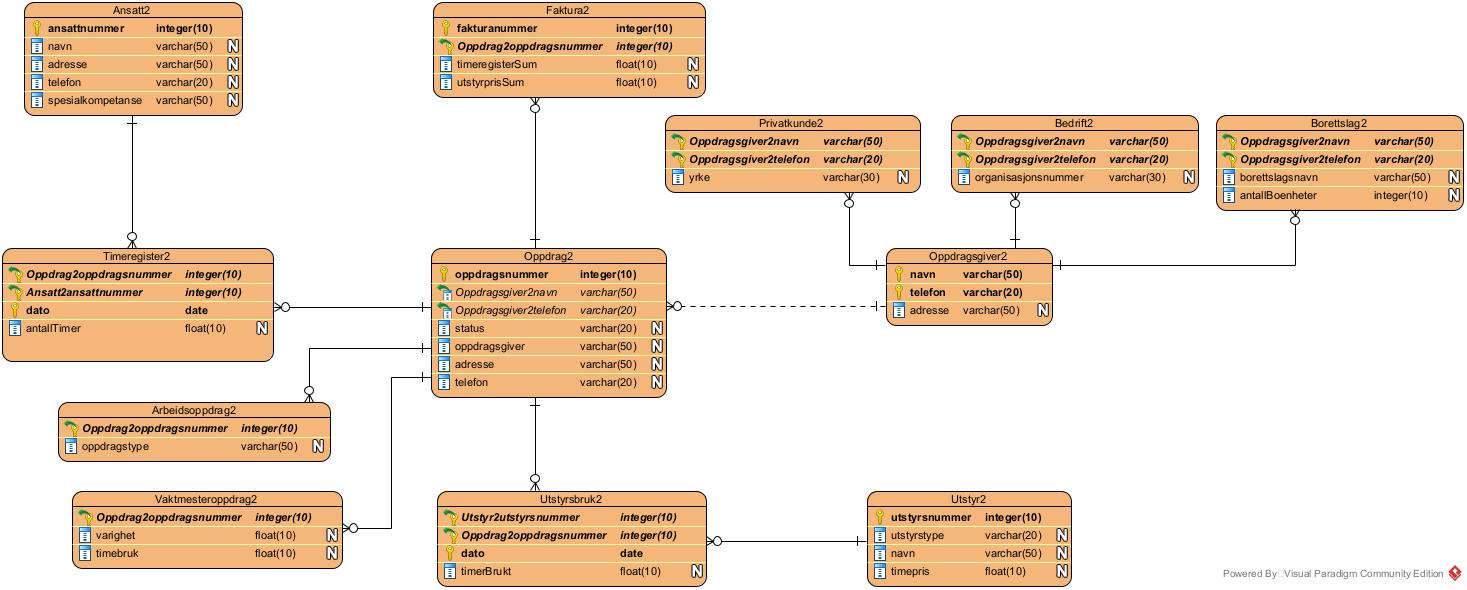 Ansatt2
ansattnummer integer(10)
navn varchar(50) N
adresse varchar(50) N
telefon varchar(20) N
spesialkompetanse varchar(50) N
Faktura2
fakturanummer integer(10)
Oppdrag2oppdragsnummer integer(10)
timeregisterSum float(10) N
utstyrprisSum float(10) N
Privatkunde2
Oppdragsgiver2navn varchar(50)
Oppdragsgiver2telefon varchar(20)
yrke varchar(30) N
Bedrift2
Oppdragsgiver2navn varchar(50)
Oppdragsgiver2telefon varchar(20)
organisasjonsnummer varchar(30) N
Borettslag2
Oppdragsgiver2navn varchar(50)
Oppdragsgiver2telefon varchar(20)
borettslagsnavn varchar(50) N
antallBoenheter integer(10) N
Timeregister2
Oppdrag2oppdragsnummer integer(10)
Ansatt2ansattnummer integer(10)
dato date
antallTimer float(10) N
Oppdrag2
oppdragsnummer integer(10)
Oppdragsgiver2navn varchar(50)
Oppdragsgiver2telefon varchar(20)
status varchar(20) N
oppdragsgiver varchar(50) N
adresse varchar(50) N
telefon varchar(20) N
Oppdragsgiver2
navn varchar(50)
telefon varchar(20)
adresse varchar(50) N
Arbeidsoppdrag2
Oppdrag2oppdragsnummer integer(10)
oppdragstype varchar(50) N
Vaktmesteroppdrag2
Oppdrag2oppdragsnummer integer(10)
varighet float(10) N
timebruk float(10) N
Utstyrsbruk2
Utstyr2utstyrsnummer integer(10)
Oppdrag2oppdragsnummer integer(10)
dato date
timerBrukt float(10) N
Utstyr2
utstyrsnummer integer(10)
utstyrstype varchar(20) N
navn varchar(50) N
timepris float(10) N
Powered By Visual Paradigm Community Edition